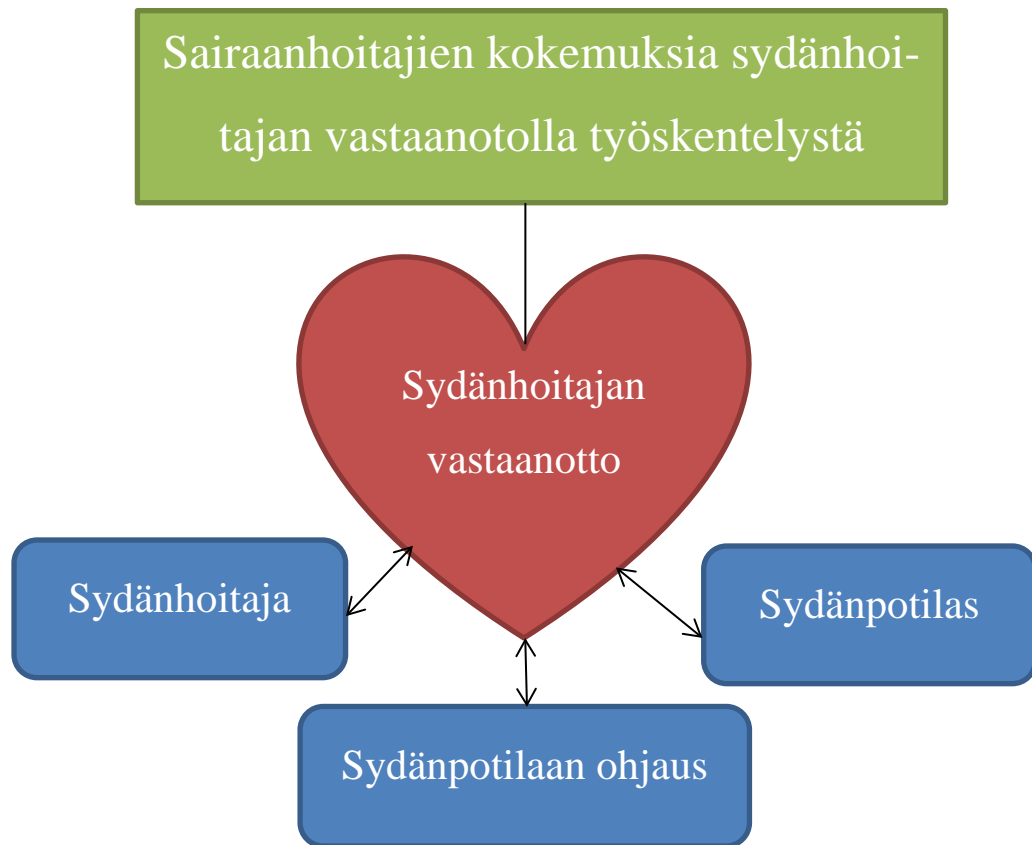 Sairaanhoitajien kokemuksia sydänhoi-
tajan vastaanotolla työskentelystä
Sydänhoitajan
vastaanotto
Sydänhoitaja
Sydänpotilas
Sydänpotilaan ohjaus